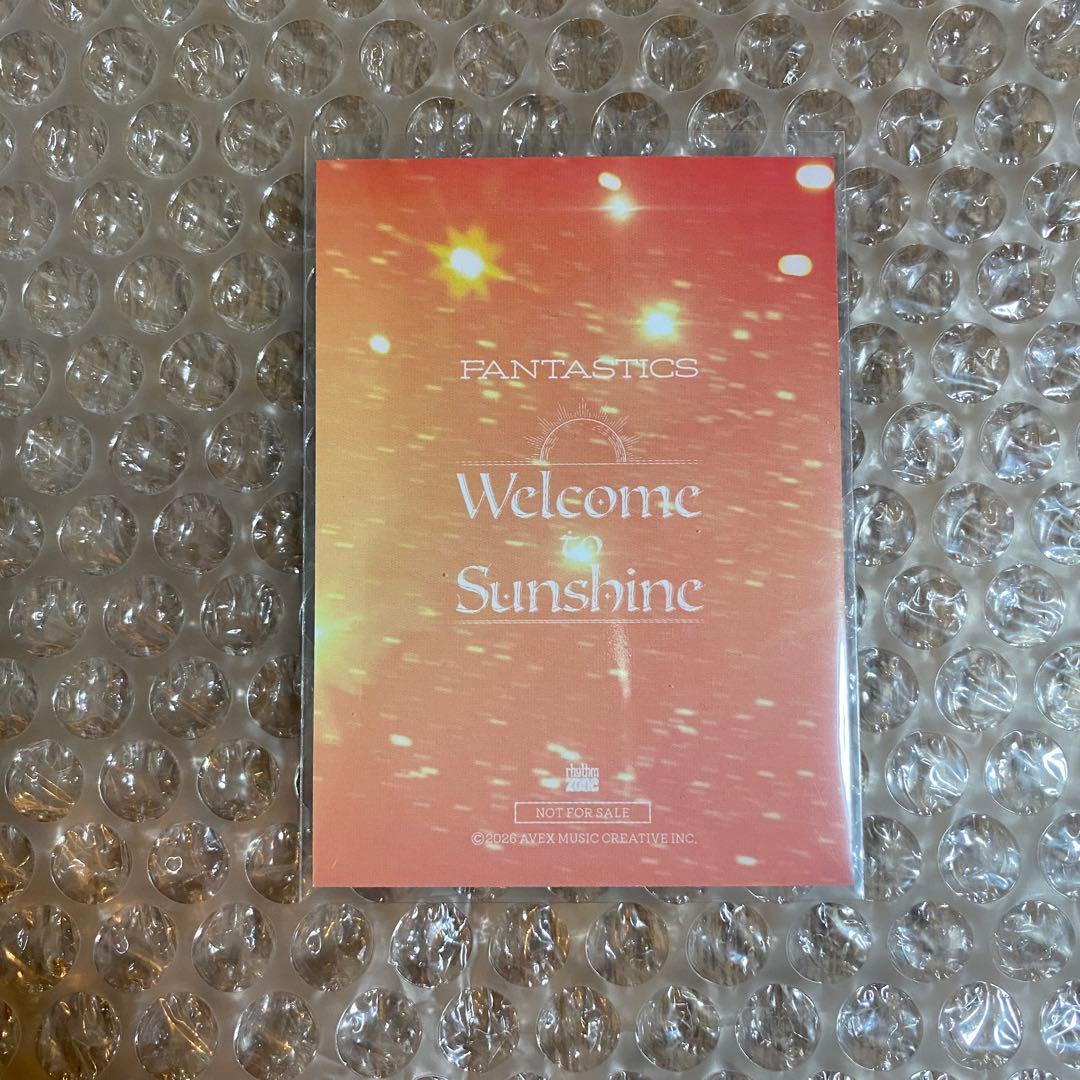 FANTASTICS
Welcome
to
Sunshine
rhythm
zone
NOT FOR SALE
©2026 AVEX MUSIC CREATIVE INC.